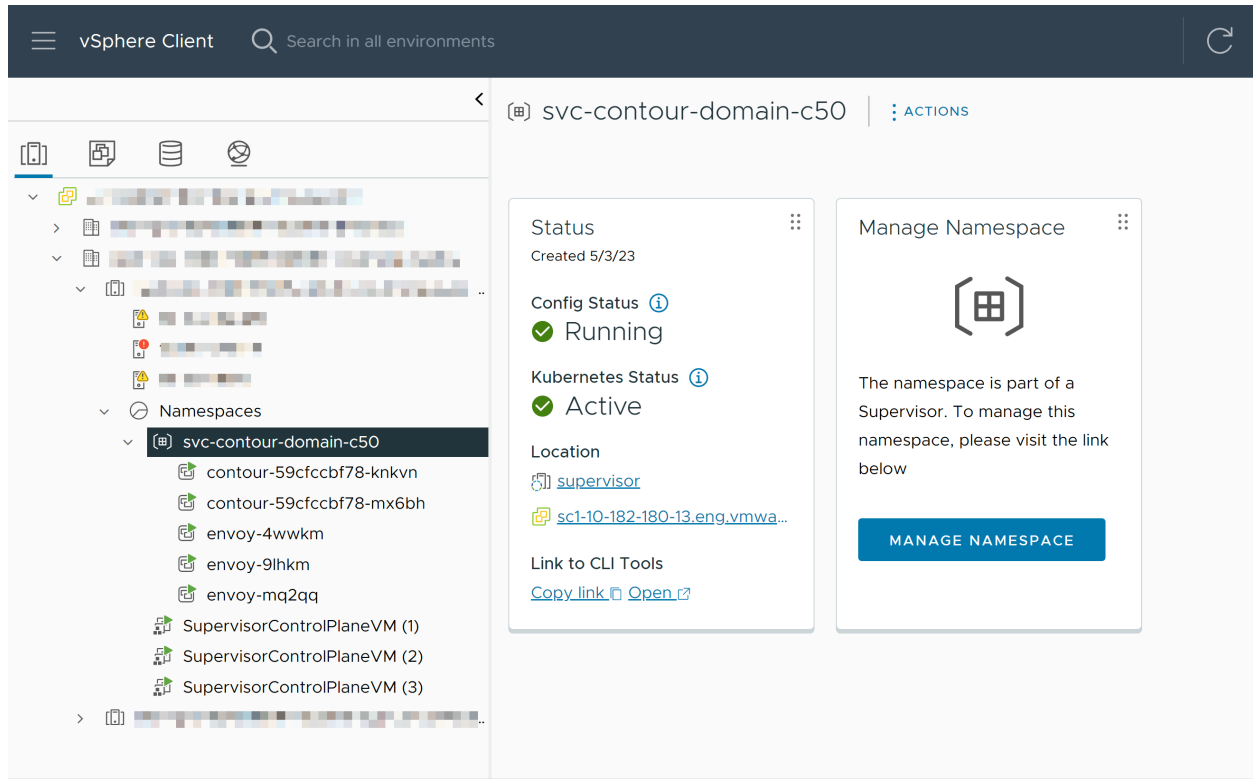 vSphere Client
Search in all environments
svc-contour-domain-c50
ACTIONS
Namespaces
svc-contour-domain-c50
contour-59cfccbf78-knkvn
contour-59cfccbf78-mx6bh
envoy-4wwkm
envoy-9lhkm
envoy-mq2qq
SupervisorControlPlaneVM (1)
SupervisorControlPlaneVM (2)
SupervisorControlPlaneVM (3)
Status
Created 5/3/23
Config Status
Running
Kubernetes Status
Active
Location
supervisor
sc1-10-182-180-13.eng.vmwa...
Link to CLI Tools
Copy link Open
Manage Namespace
The namespace is part of a
Supervisor. To manage this
namespace, please visit the link
below
MANAGE NAMESPACE